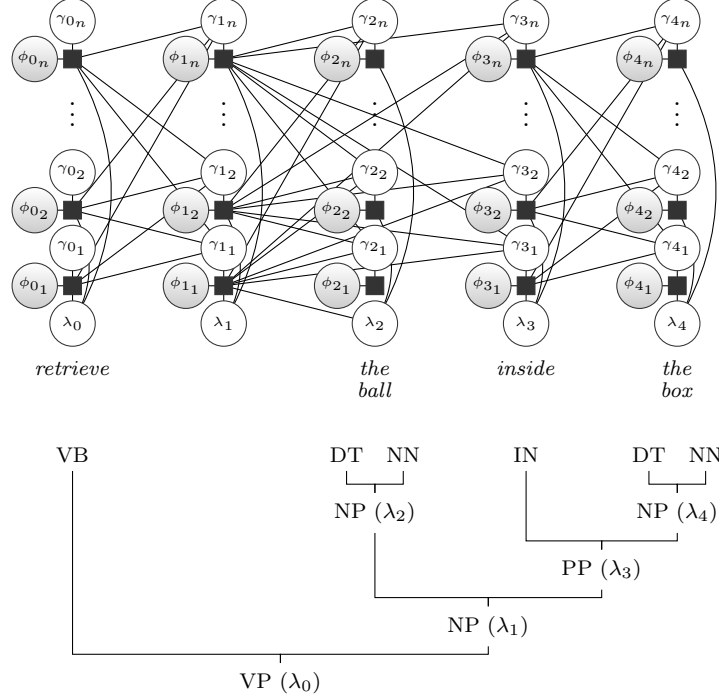 γ0ₙ γ1ₙ γ2ₙ γ3ₙ γ4ₙ
ϕ0ₙ ϕ1ₙ ϕ2ₙ ϕ3ₙ ϕ4ₙ
⋮ ⋮ ⋮ ⋮ ⋮
γ0₂ γ1₂ γ2₂ γ3₂ γ4₂
ϕ0₂ ϕ1₂ ϕ2₂ ϕ3₂ ϕ4₂
γ0₁ γ1₁ γ2₁ γ3₁ γ4₁
ϕ0₁ ϕ1₁ ϕ2₁ ϕ3₁ ϕ4₁
λ₀ λ₁ λ₂ λ₃ λ₄
retrieve the inside the
ball box
VB DT NN IN DT NN
NP (λ₂) NP (λ₄)
PP (λ₃)
NP (λ₁)
VP (λ₀)